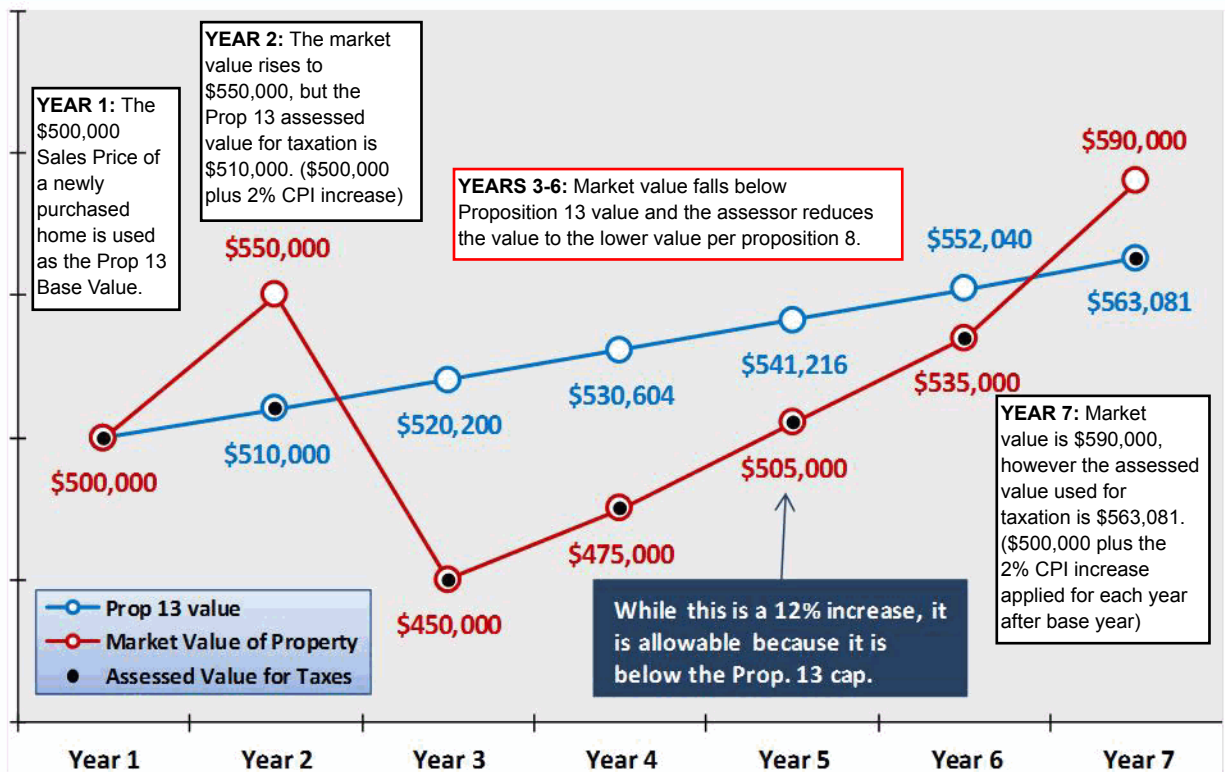 YEAR 1: The
$500,000
Sales Price of
a newly
purchased
home is used
as the Prop 13
Base Value.
YEAR 2: The market
value rises to
$550,000, but the
Prop 13 assessed
value for taxation is
$510,000. ($500,000
plus 2% CPI increase)
YEARS 3-6: Market value falls below
Proposition 13 value and the assessor reduces
the value to the lower value per proposition 8.
$590,000
$550,000
$552,040
$563,081
$541,216
$530,604
$520,200
$510,000
$500,000
$535,000
$505,000
$475,000
$450,000
YEAR 7: Market
value is $590,000,
however the assessed
value used for
taxation is $563,081.
($500,000 plus the
2% CPI increase
applied for each year
after base year)
While this is a 12% increase, it
is allowable because it is
below the Prop. 13 cap.
Prop 13 value
Market Value of Property
Assessed Value for Taxes
Year 1 Year 2 Year 3 Year 4 Year 5 Year 6 Year 7